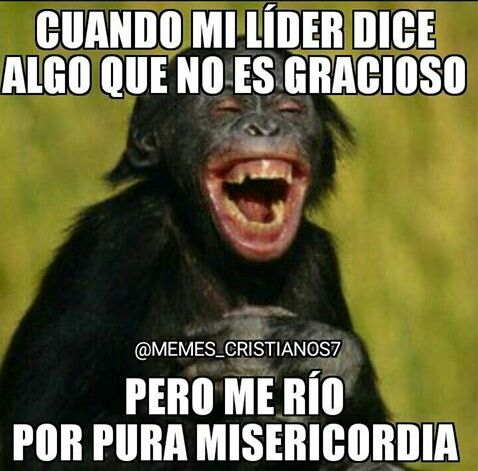 CUANDO MI LÍDER DICE
ALGO QUE NO ES GRACIOSO
@MEMES_CRISTIANOS7
PERO ME RÍO
POR PURA MISERICORDIA